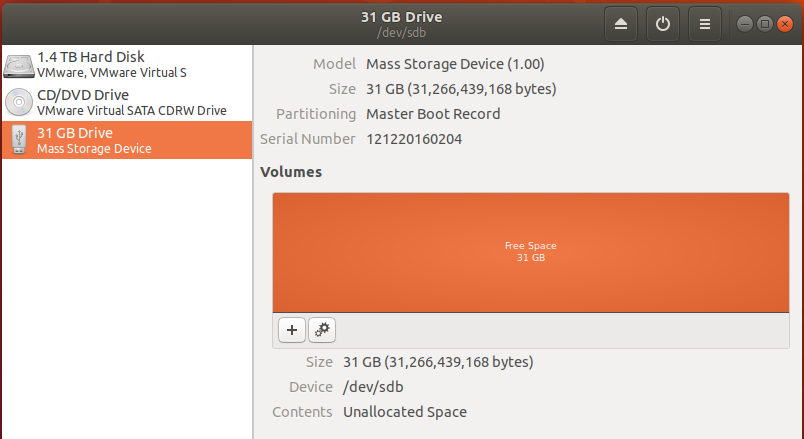 31 GB Drive
/dev/sdb
1.4 TB Hard Disk
VMware, VMware Virtual S
CD/DVD Drive
VMware Virtual SATA CDRW Drive
31 GB Drive
Mass Storage Device
Model Mass Storage Device (1.00)
Size 31 GB (31,266,439,168 bytes)
Partitioning Master Boot Record
Serial Number 121220160204
Volumes
Free Space
31 GB
Size 31 GB (31,266,439,168 bytes)
Device /dev/sdb
Contents Unallocated Space